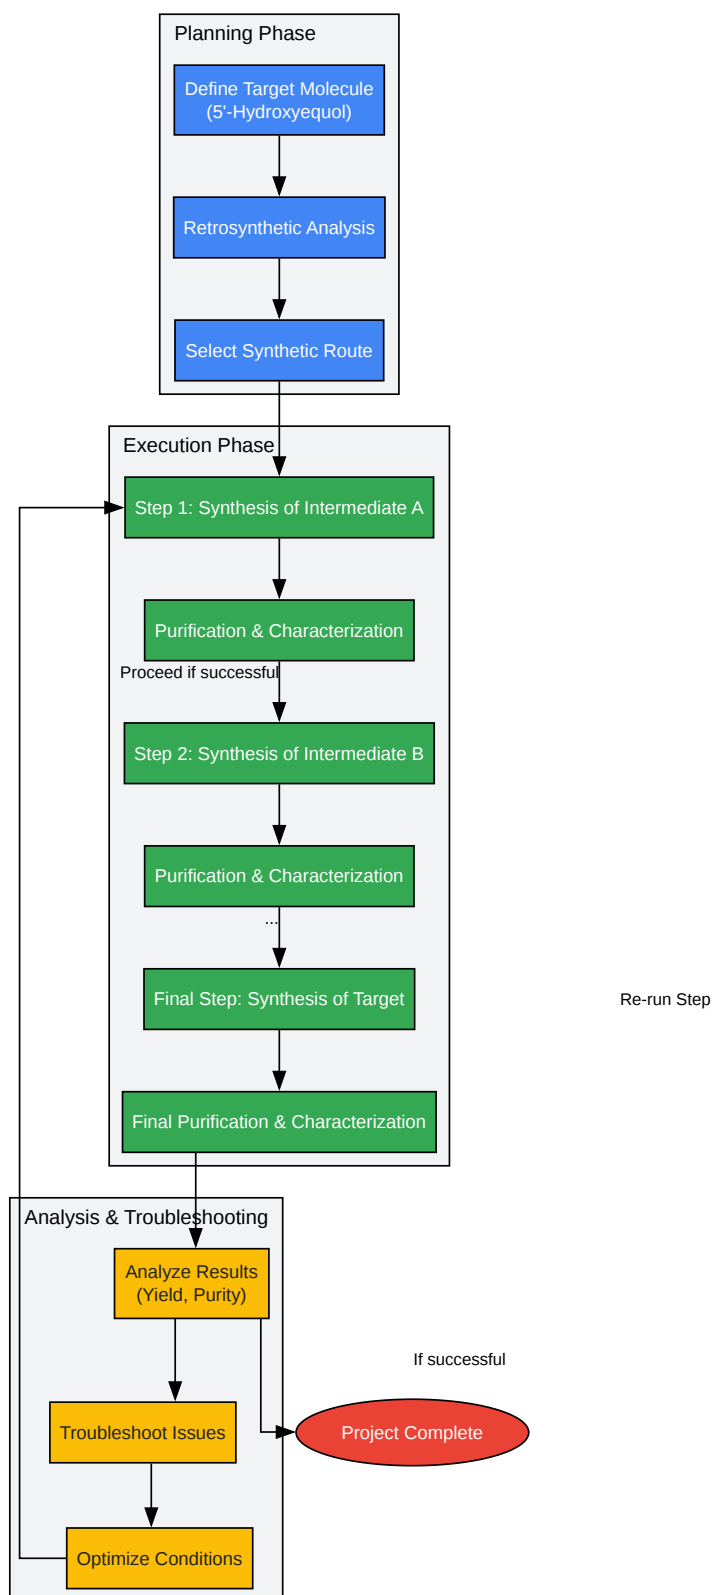 Planning Phase
Define Target Molecule
(5'-Hydroxyequol)
Retrosynthetic Analysis
Select Synthetic Route
Execution Phase
Step 1: Synthesis of Intermediate A
Purification & Characterization
Proceed if successful
Step 2: Synthesis of Intermediate B
Purification & Characterization
...
Final Step: Synthesis of Target
Re-run Step
Final Purification & Characterization
Analysis & Troubleshooting
Analyze Results
(Yield, Purity)
If successful
Troubleshoot Issues
Project Complete
Optimize Conditions